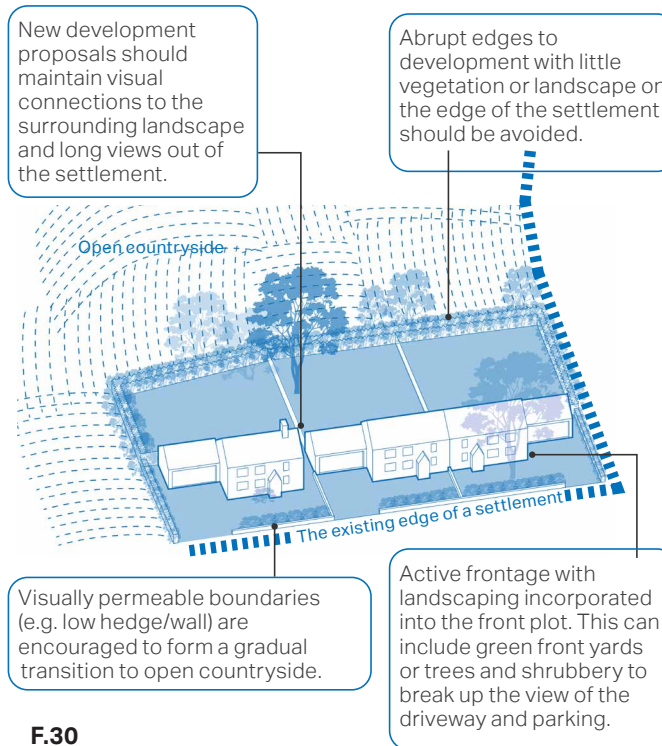 New development
proposals should
maintain visual
connections to the
surrounding landscape
and long views out of
the settlement.
Abrupt edges to
development with little
vegetation or landscape on
the edge of the settlement
should be avoided.
Open countryside
The existing edge of a settlement
Visually permeable boundaries
(e.g. low hedge/wall) are
encouraged to form a gradual
transition to open countryside.
Active frontage with
landscaping incorporated
into the front plot. This can
include green front yards
or trees and shrubbery to
break up the view of the
driveway and parking.
F.30